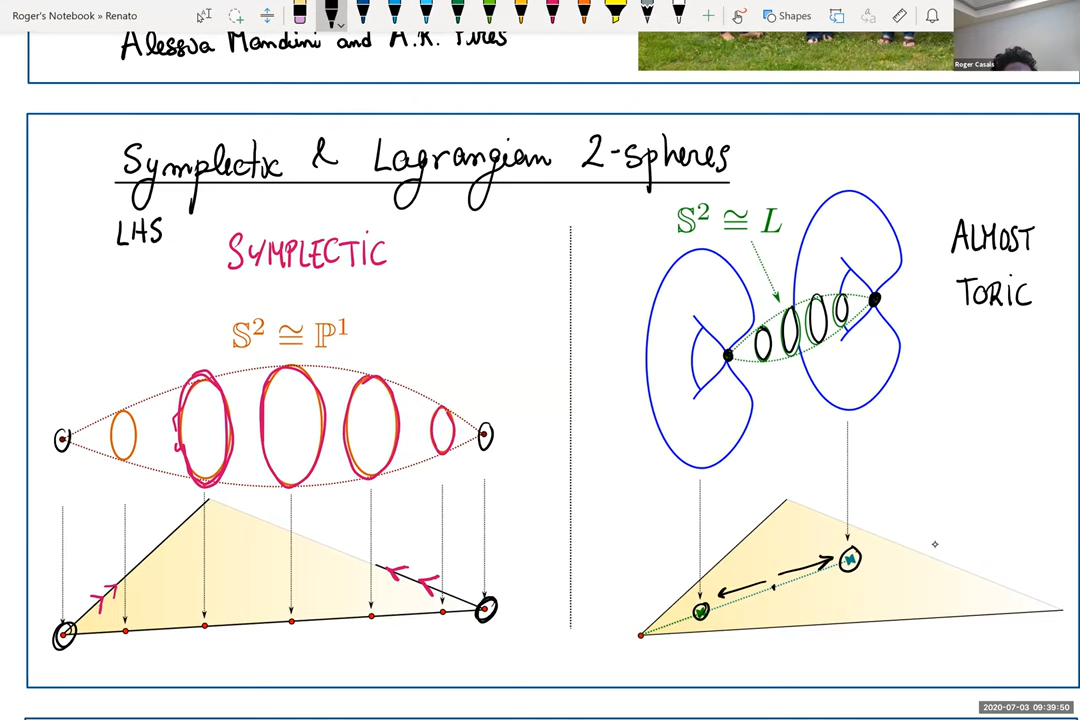 Roger's Notebook » Renato
Shapes
Alessia Mandini and A.R. Pires
Roger Casals
Symplectic & Lagrangian 2-spheres
LHS
SYMPLECTIC
𝕊² ≅ ℙ¹
𝕊² ≅ L
ALMOST
TORIC
2020-07-03 09:39:50